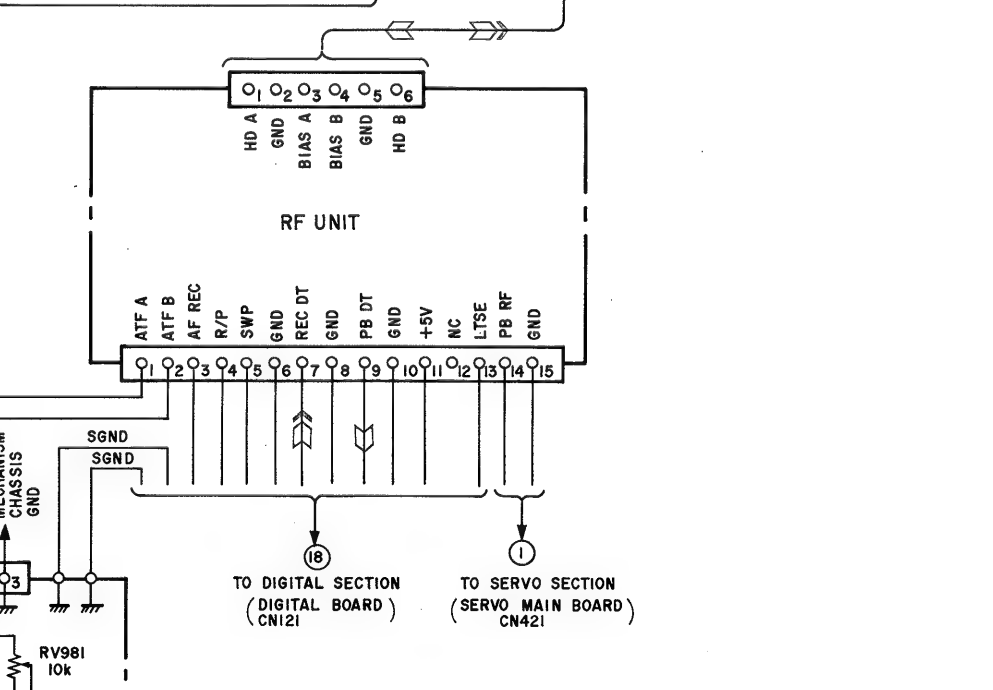 1 2 3 4 5 6
HD A
GND
BIAS A
BIAS B
GND
HD B
RF UNIT
ATF A
ATF B
AF REC
R/P
SWP
GND
REC DT
GND
PB DT
GND
+5V
NC
LTSE
PB RF
GND
1 2 3 4 5 6 7 8 9 10 11 12 13 14 15
SGND
SGND
CHASSIS
GND
18
1
TO DIGITAL SECTION
(DIGITAL BOARD)
CN121
TO SERVO SECTION
(SERVO MAIN BOARD)
CN421
3
RV981
10k